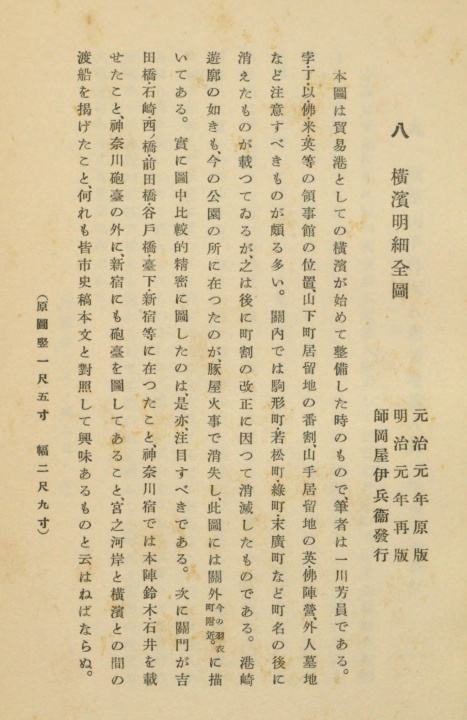 八　橫濱明細全圖
元治元年原版
明治元年再版
師岡屋伊兵衞發行
本圖は貿易港としての橫濱が始めて整備した時のもので、筆者は一川芳員である。
孛・丁・以・佛・米・英等の領事館の位置、山下町居留地の番割、山手居留地の英・佛陣營、外人墓地
など注意すべきものが頗る多い。關內では駒形町・若松町・綠町・末廣町など町名の後に
消えたものが載つてゐるが、之は後に町割の改正に因つて消滅したものである。港崎
遊廓の如きも、今の公園の所に在つたのが、豚屋火事で消失し、此圖には關外今の羽衣町附近。に描
いてある。實に圖中比較的精密に圖したのは、是亦、注目すべきである。次に關門が吉
田橋・石崎・西ノ橋・前田橋・谷戶橋・臺下・新宿等に在つたこと、神奈川宿では本陣鈴木・石井を載
せたこと、神奈川砲臺の外に、新宿にも砲臺を圖してあること、宮之河岸と橫濱との間の
渡船を揭げたこと、何れも皆市史稿本文と對照して興味あるものと云はねばならぬ。
（原圖竪一尺五寸　幅二尺九寸）